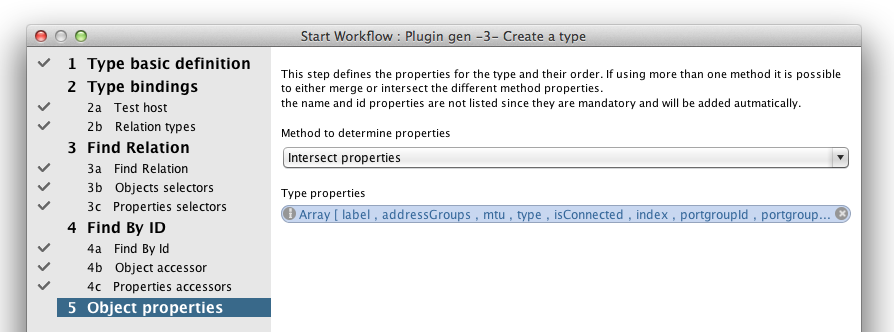 Start Workflow : Plugin gen -3- Create a type
1 Type basic definition
2 Type bindings
2a Test host
2b Relation types
3 Find Relation
3a Find Relation
3b Objects selectors
3c Properties selectors
4 Find By ID
4a Find By Id
4b Object accessor
4c Properties accessors
5 Object properties
This step defines the properties for the type and their order. If using more than one method it is possible
to either merge or intersect the different method properties.
the name and id properties are not listed since they are mandatory and will be added autmatically.
Method to determine properties
Intersect properties
Type properties
Array [ label , addressGroups , mtu , type , isConnected , index , portgroupId , portgroup...